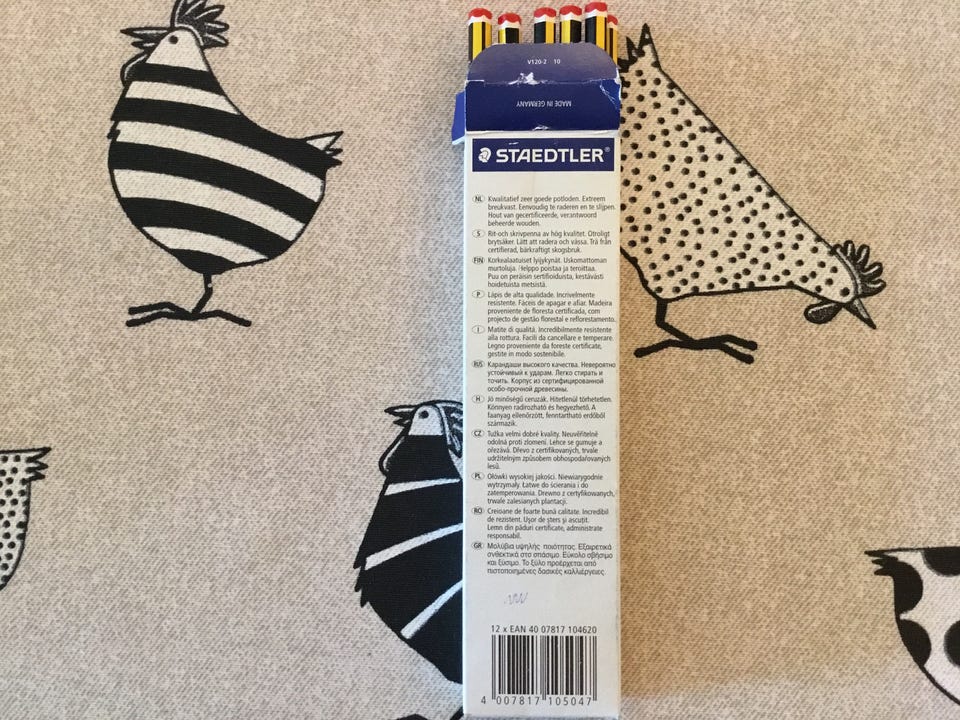 V120-2 10
MADE IN GERMANY
STAEDTLER®
NL Kwalitatief zeer goede potloden. Extreem
breukvast. Eenvoudig te raderen en te slijpen.
Hout van gecertificeerde, verantwoord
beheerde wouden.
S Rit-och skrivpenna av hög kvalitet. Otroligt
brytsäker. Lätt att radera och vässa. Trä från
certifierad, bärkraftigt skogsbruk.
FIN Korkealaatuiset lyijykynät. Uskomattoman
murtoluja. Helppo poistaa ja teroittaa.
Puu on peräisin sertifioiduista, kestävästi
hoidetuista metsistä.
P Lápis de alta qualidade. Incrivelmente
resistente. Fáceis de apagar e afiar. Madeira
proveniente de floresta certificada, com
projecto de gestão florestal e reflorestamento.
I Matite di qualità. Incredibilmente resistente
alla rottura. Facili da cancellare e temperare.
Legno proveniente da foreste certificate,
gestite in modo sostenibile.
RUS Карандаши высокого качества. Невероятно
устойчивый к ударам. Легко стирать и
точить. Корпус из сертифицированной
особо-прочной древесины.
H Jó minőségű ceruzák. Hitetlenül törhetetlen.
Könnyen radírozható és hegyezhető. A
faanyag ellenőrzött, fenntartható erdőből
származik.
CZ Tužka velmi dobré kvality. Neuvěřitelně
odolná proti zlomení. Lehce se gumuje a
ořezává. Dřevo z certifikovaných, trvale
udržitelným způsobem obhospodařovaných
lesů.
PL Ołówki wysokiej jakości. Niewiarygodnie
wytrzymały. Łatwe do ścierania i do
zatemperowania. Drewno z certyfikowanych,
trwale zalesianych plantacji.
RO Creioane de foarte bună calitate. Incredibil
de rezistent. Uşor de şters şi ascuţit.
Lemn din păduri certificate, administrate
responsabil.
GR Μολύβια υψηλής ποιότητας. Εξαιρετικά
ανθεκτικά στο σπάσιμο. Εύκολο σβήσιμο
και ξύσιμο. Το ξύλο προέρχεται από
πιστοποιημένες δασικές καλλιέργειες.
12 x EAN 40 07817 104620
4 007817 105047